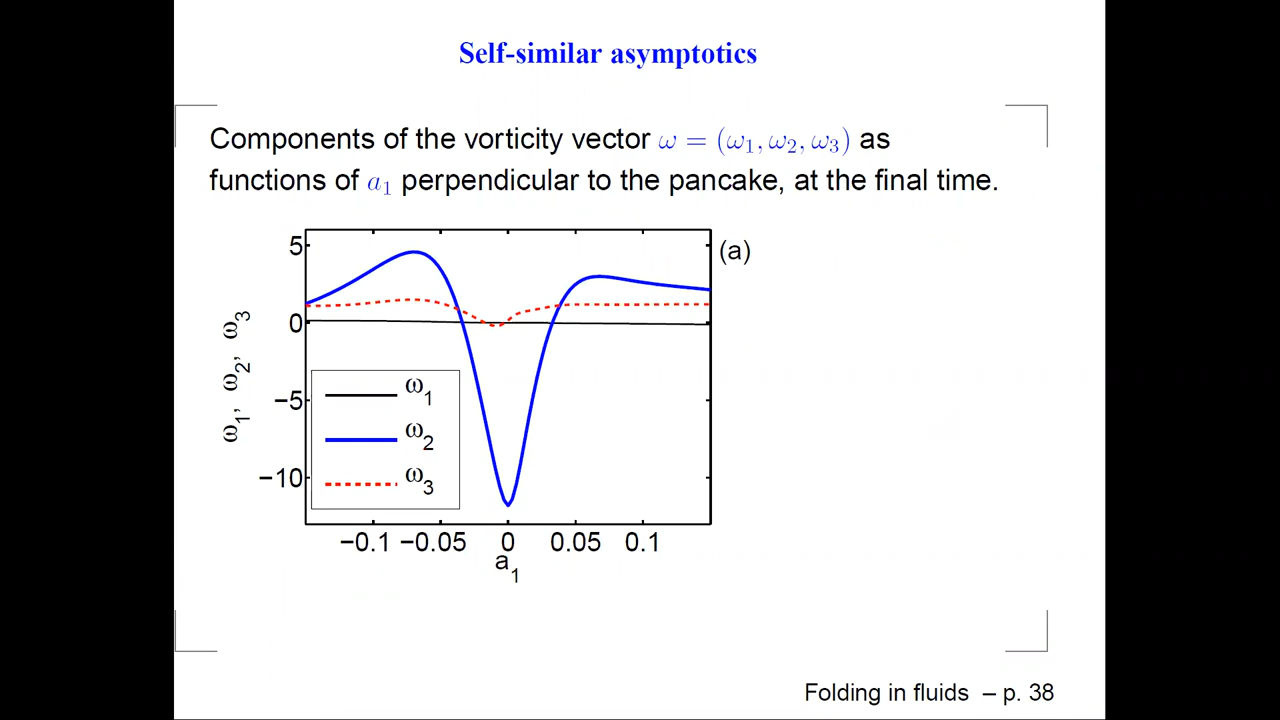 Self-similar asymptotics
Components of the vorticity vector ω = (ω₁, ω₂, ω₃) as
functions of a₁ perpendicular to the pancake, at the final time.
(a)
5
0
−5
−10
ω₁, ω₂, ω₃
ω₁
ω₂
ω₃
−0.1 −0.05 0 0.05 0.1
a₁
Folding in fluids – p. 38